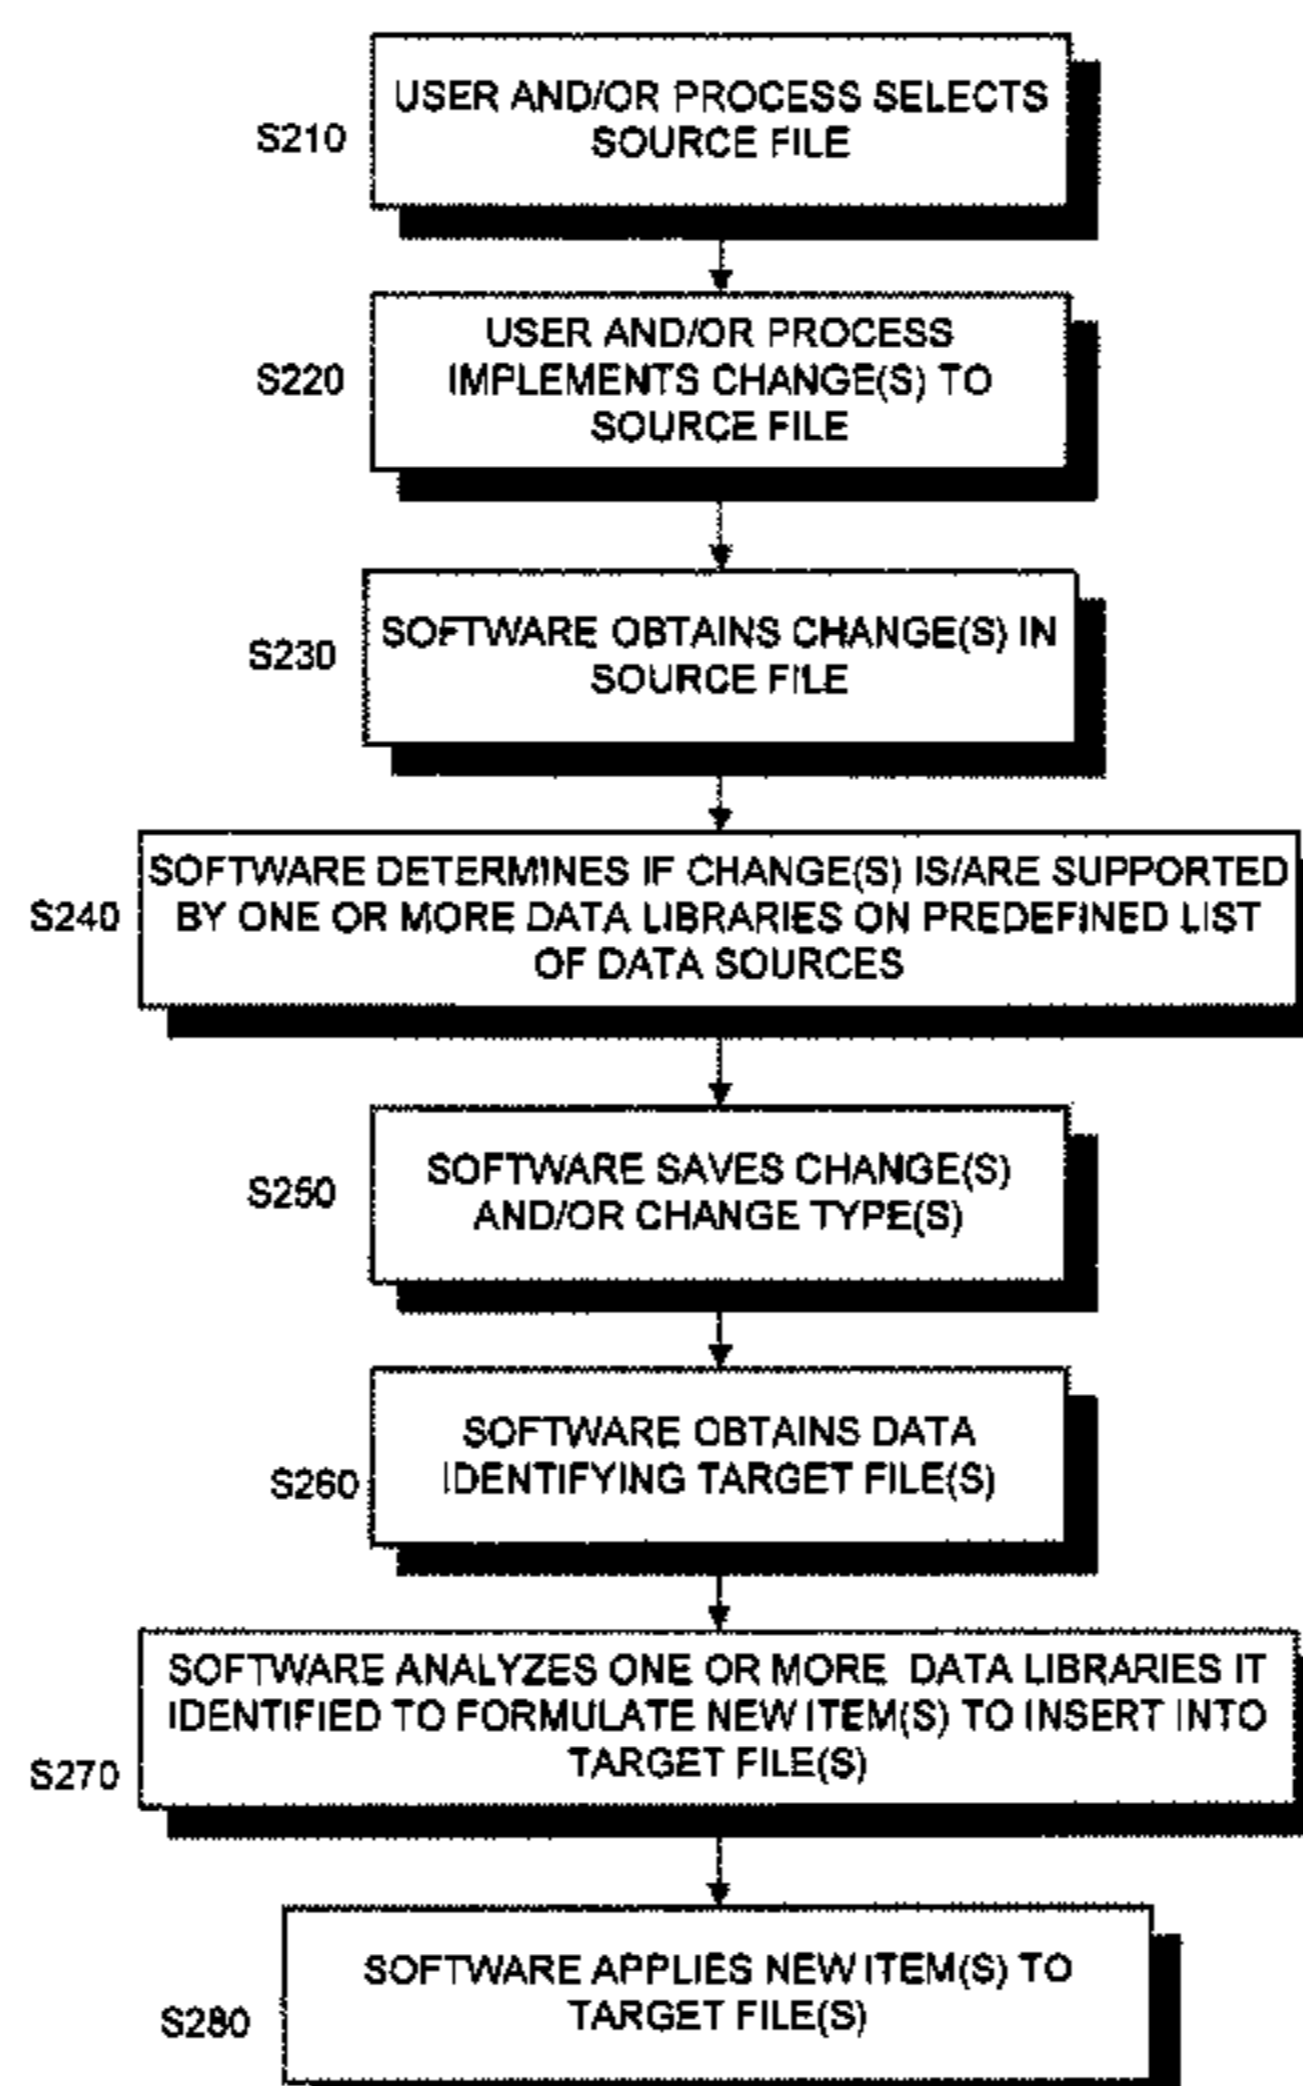 USER AND/OR PROCESS SELECTS
SOURCE FILE
S210
USER AND/OR PROCESS
IMPLEMENTS CHANGE(S) TO
SOURCE FILE
S220
SOFTWARE OBTAINS CHANGE(S) IN
SOURCE FILE
S230
SOFTWARE DETERMINES IF CHANGE(S) IS/ARE SUPPORTED
BY ONE OR MORE DATA LIBRARIES ON PREDEFINED LIST
OF DATA SOURCES
S240
SOFTWARE SAVES CHANGE(S)
AND/OR CHANGE TYPE(S)
S250
SOFTWARE OBTAINS DATA
IDENTIFYING TARGET FILE(S)
S260
SOFTWARE ANALYZES ONE OR MORE DATA LIBRARIES IT
IDENTIFIED TO FORMULATE NEW ITEM(S) TO INSERT INTO
TARGET FILE(S)
S270
SOFTWARE APPLIES NEW ITEM(S) TO
TARGET FILE(S)
S280